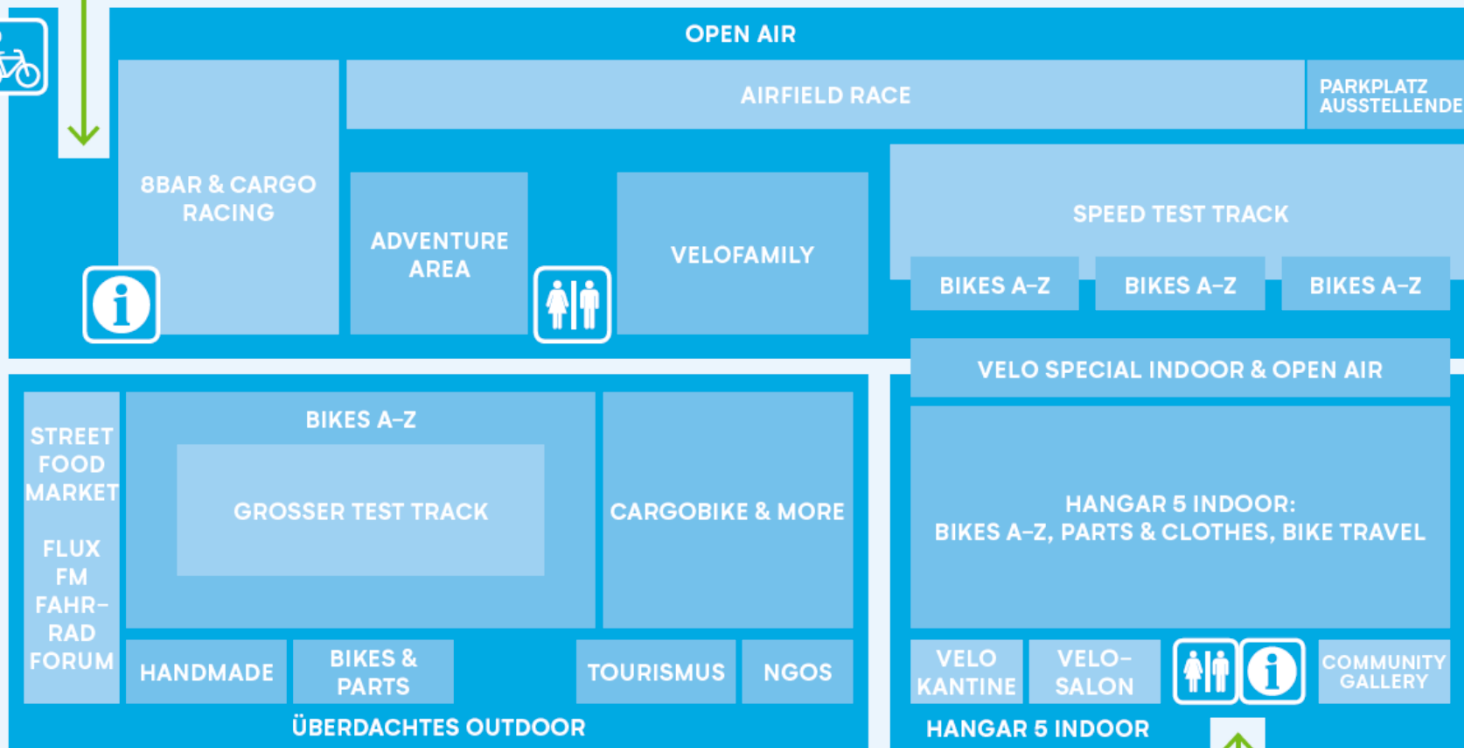 OPEN AIR
AIRFIELD RACE
PARKPLATZ
AUSSTELLENDE
8BAR & CARGO
RACING
ADVENTURE
AREA
VELOFAMILY
SPEED TEST TRACK
BIKES A–Z
BIKES A–Z
BIKES A–Z
VELO SPECIAL INDOOR & OPEN AIR
STREET
FOOD
MARKET
FLUX
FM
FAHR–
RAD
FORUM
BIKES A–Z
GROSSER TEST TRACK
CARGOBIKE & MORE
HANDMADE
BIKES &
PARTS
TOURISMUS
NGOS
ÜBERDACHTES OUTDOOR
HANGAR 5 INDOOR:
BIKES A–Z, PARTS & CLOTHES, BIKE TRAVEL
VELO
KANTINE
VELO–
SALON
i
COMMUNITY
GALLERY
HANGAR 5 INDOOR
i